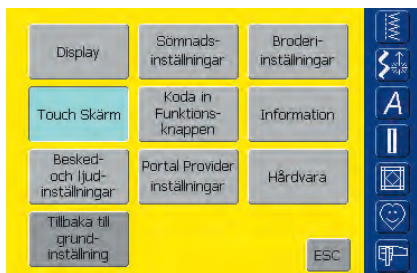 Display
Sömnads-
inställningar
Broderi-
inställningar
Touch Skärm
Koda in
Funktions-
knappen
Information
Besked-
och ljud-
inställningar
Portal Provider
inställningar
Hårdvara
Tillbaka till
grund-
inställning
ESC
A